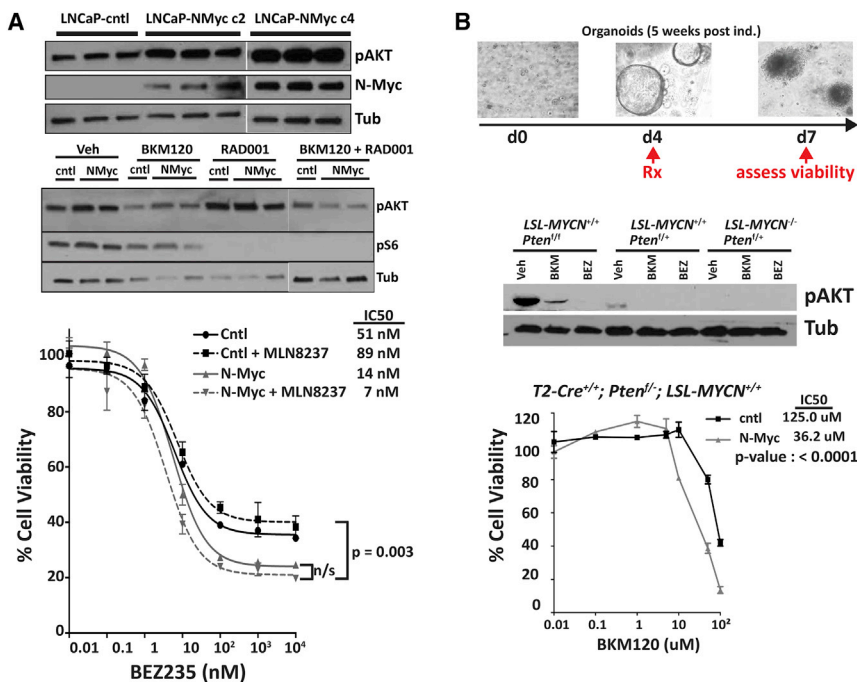 A
LNCaP-cntl LNCaP-NMyc c2 LNCaP-NMyc c4
pAKT
N-Myc
Tub
Veh BKM120 RAD001 BKM120 + RAD001
cntl NMyc cntl NMyc cntl NMyc cntl NMyc
pAKT
pS6
Tub
IC50
Cntl 51 nM
Cntl + MLN8237 89 nM
N-Myc 14 nM
N-Myc + MLN8237 7 nM
% Cell Viability
100
80
60
40
20
0
n/s
p = 0.003
0.01 0.1 1 10 100 10³ 10⁴
BEZ235 (nM)
B
Organoids (5 weeks post ind.)
d0 d4 d7
Rx assess viability
LSL-MYCN+/+ LSL-MYCN+/+ LSL-MYCN-/-
Pten f/f Pten f/+ Pten f/+
Veh BKM BEZ Veh BKM BEZ Veh BKM BEZ
pAKT
Tub
T2-Cre+/+; Pten f/-; LSL-MYCN+/+
IC50
cntl 125.0 uM
N-Myc 36.2 uM
p-value : < 0.0001
% Cell Viability
120
100
80
60
40
20
0
0.01 0.1 1 10 10²
BKM120 (uM)